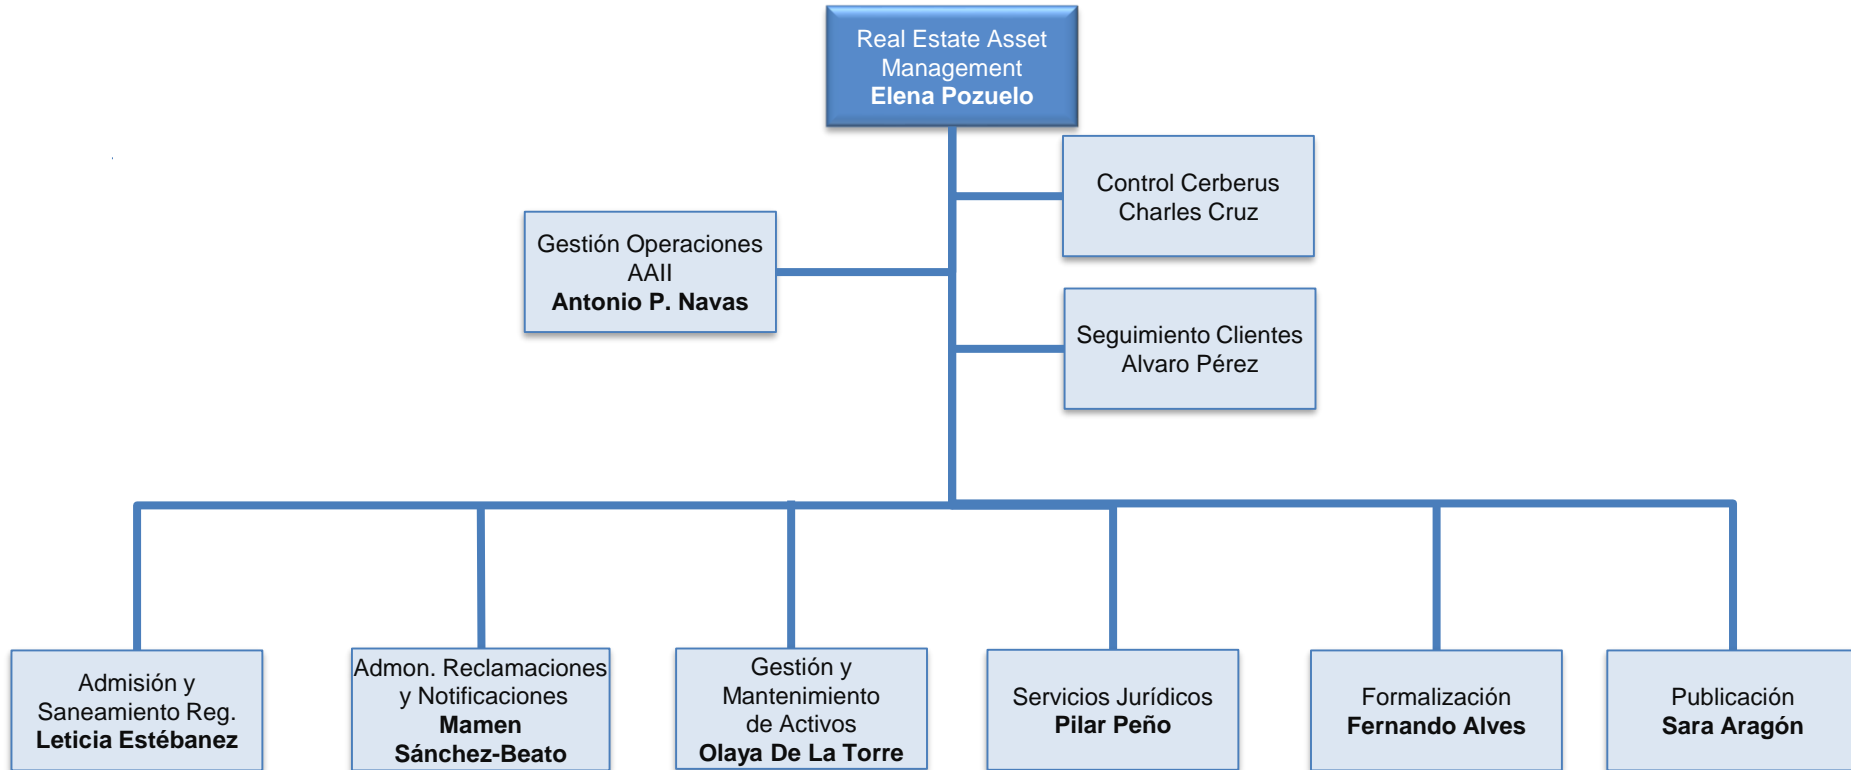 Real Estate Asset
Management
Elena Pozuelo
Control Cerberus
Charles Cruz
Gestión Operaciones
AAII
Antonio P. Navas
Seguimiento Clientes
Alvaro Pérez
Admisión y
Saneamiento Reg.
Leticia Estébanez
Admon. Reclamaciones
y Notificaciones
Mamen
Sánchez-Beato
Gestión y
Mantenimiento
de Activos
Olaya De La Torre
Servicios Jurídicos
Pilar Peño
Formalización
Fernando Alves
Publicación
Sara Aragón